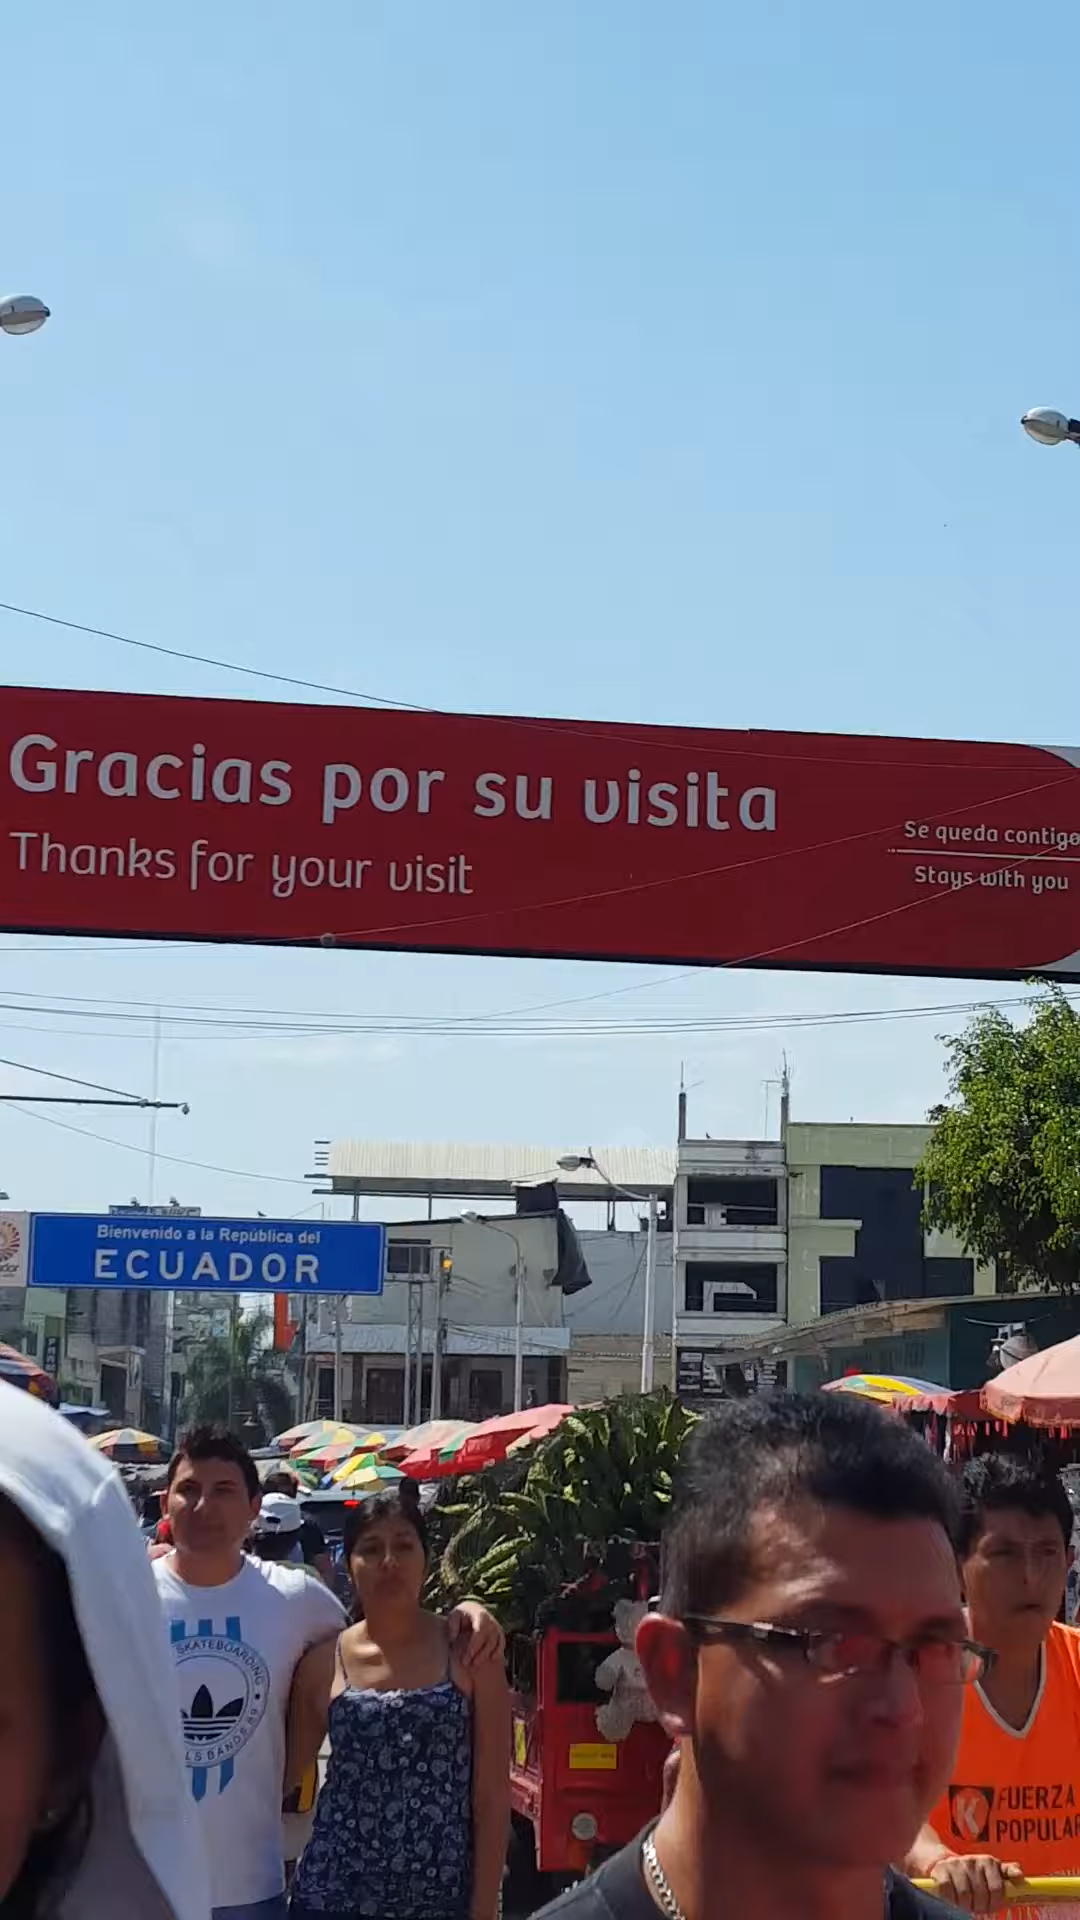 Gracias por su visita
Thanks for your visit
Se queda contigo
Stays with you
Bienvenido a la República del
ECUADOR
SKATEBOARDING
FUERZA
POPULAR